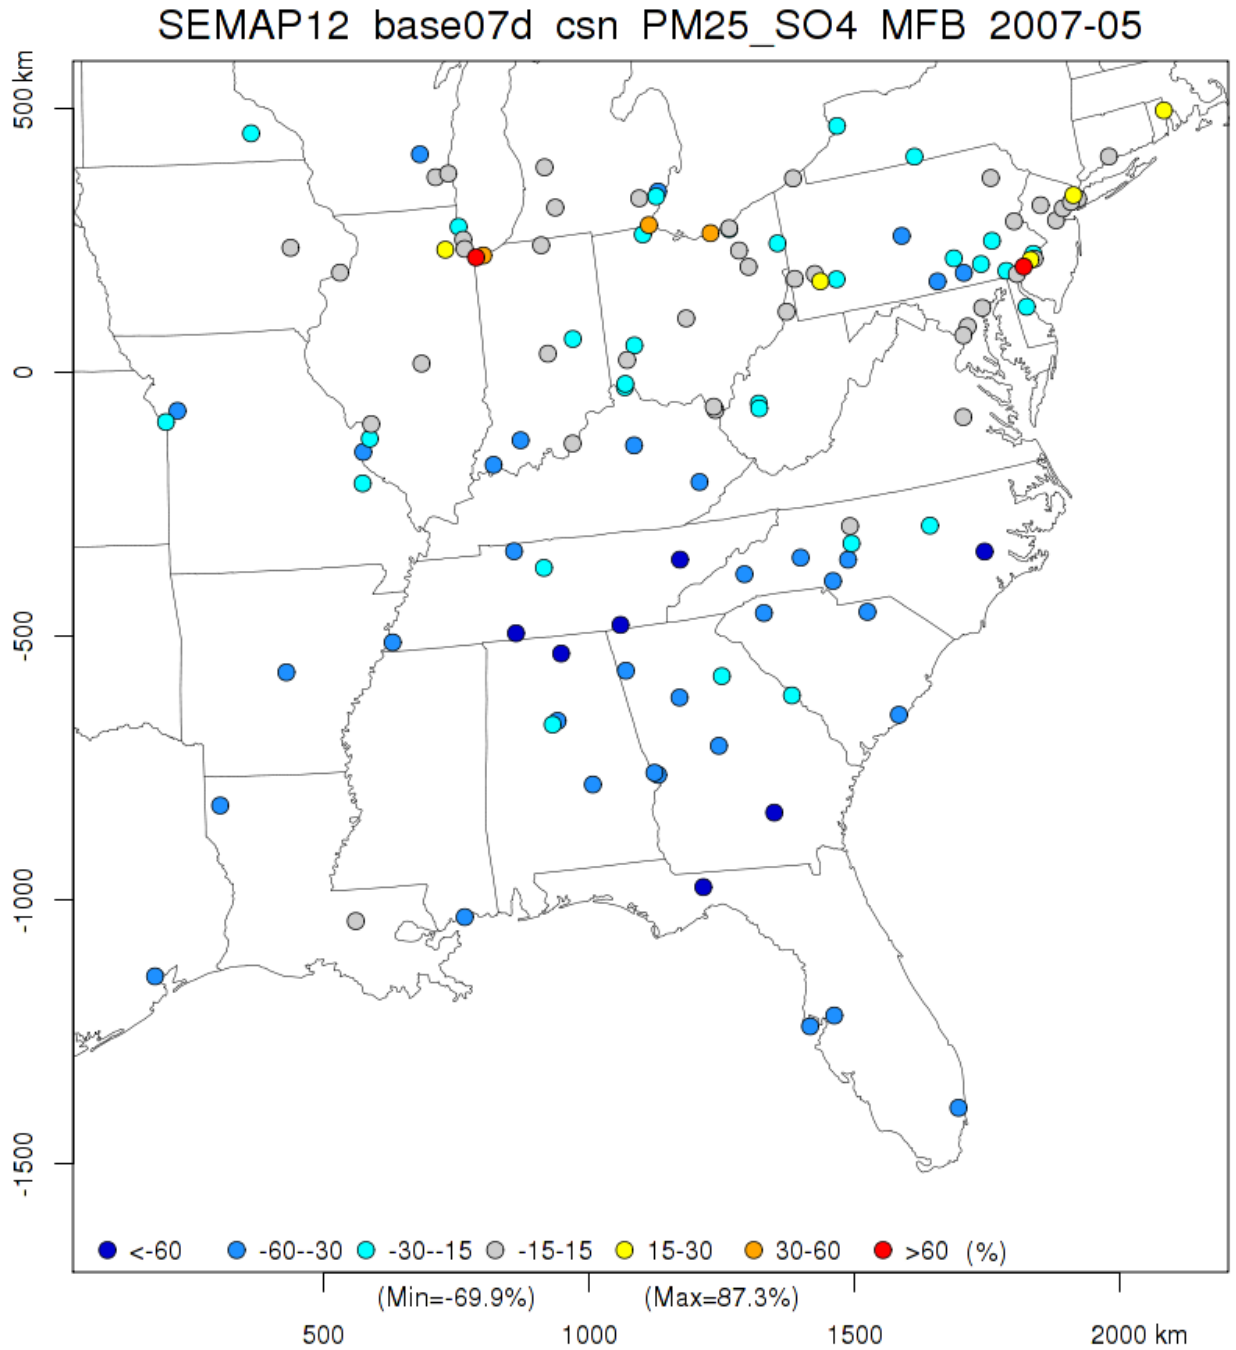 SEMAP12 base07d csn PM25_SO4 MFB 2007-05
500 km
0
-500
-1000
-1500
<-60 -60--30 -30--15 -15-15 15-30 30-60 >60 (%)
(Min=-69.9%) (Max=87.3%)
500 1000 1500 2000 km